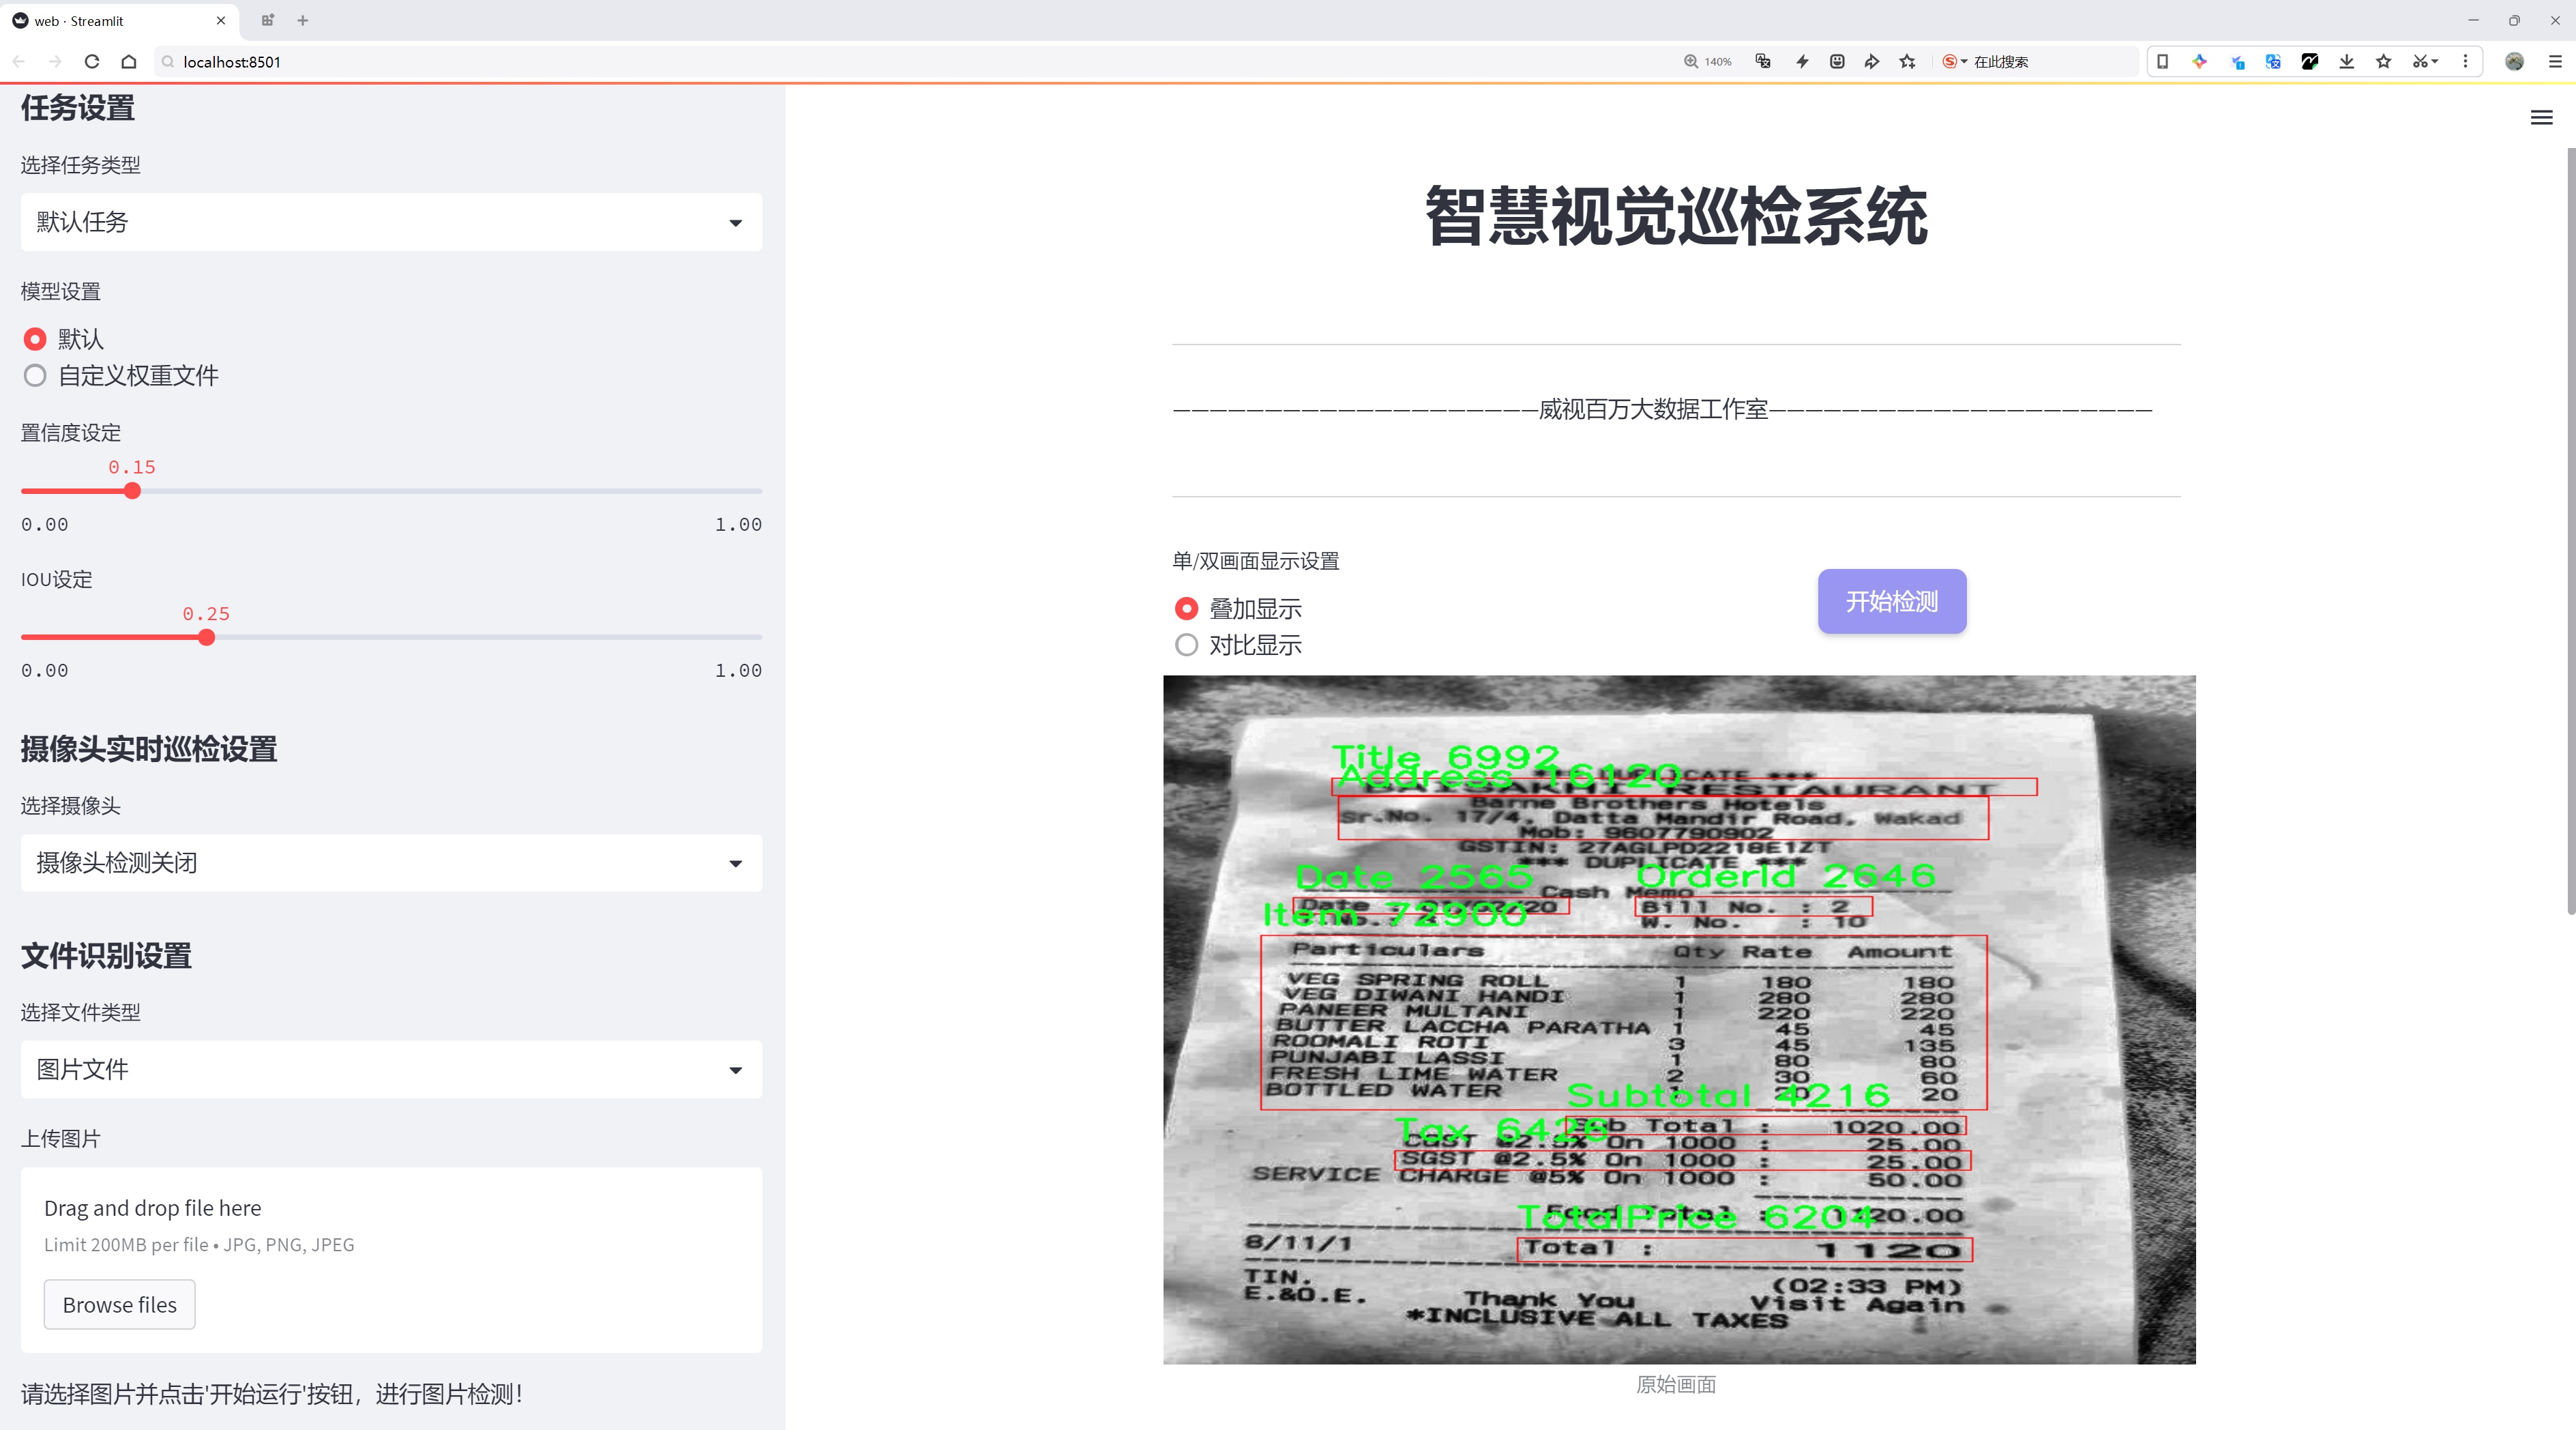 web · Streamlit
localhost:8501
140%
在此搜索
任务设置
选择任务类型
默认任务
模型设置
默认
自定义权重文件
置信度设定
0.15
0.00 1.00
IOU设定
0.25
0.00 1.00
摄像头实时巡检设置
选择摄像头
摄像头检测关闭
文件识别设置
选择文件类型
图片文件
上传图片
Drag and drop file here
Limit 200MB per file • JPG, PNG, JPEG
Browse files
请选择图片并点击'开始运行'按钮，进行图片检测！
智慧视觉巡检系统
————————————————————威视百万大数据工作室—————————————————————
单/双画面显示设置
叠加显示
对比显示
开始检测
Title 6992
Address 16120
RESTAURANT
Barne Brothers Hotels
Sr.No. 17/4, Datta Mandir Road, Wakad
Mob: 9607790902
GSTIN: 27AGLPD2218E1ZT
*** DUPLICATE ***
Date 2565 OrderId 2646
Cash Memo
Date : Bill No. : 2
Item 72900
W. No. : 10
Particulars Qty Rate Amount
VEG SPRING ROLL 1 180 180
VEG DIWANI HANDI 1 280 280
PANEER MULTANI 1 220 220
BUTTER LACCHA PARATHA 1 45 45
ROOMALI ROTI 3 45 135
PUNJABI LASSI 1 80 80
FRESH LIME WATER 2 30 60
BOTTLED WATER 20
Subtotal 4216
Total : 1020.00
Tax 6426
@2.5% On 1000 : 25.00
SGST @2.5% On 1000 : 25.00
SERVICE CHARGE @5% On 1000 : 50.00
TotalPrice 6204
8/11/1 Total : 1120
TIN. (02:33 PM)
E.&O.E. Thank You Visit Again
*INCLUSIVE ALL TAXES
原始画面